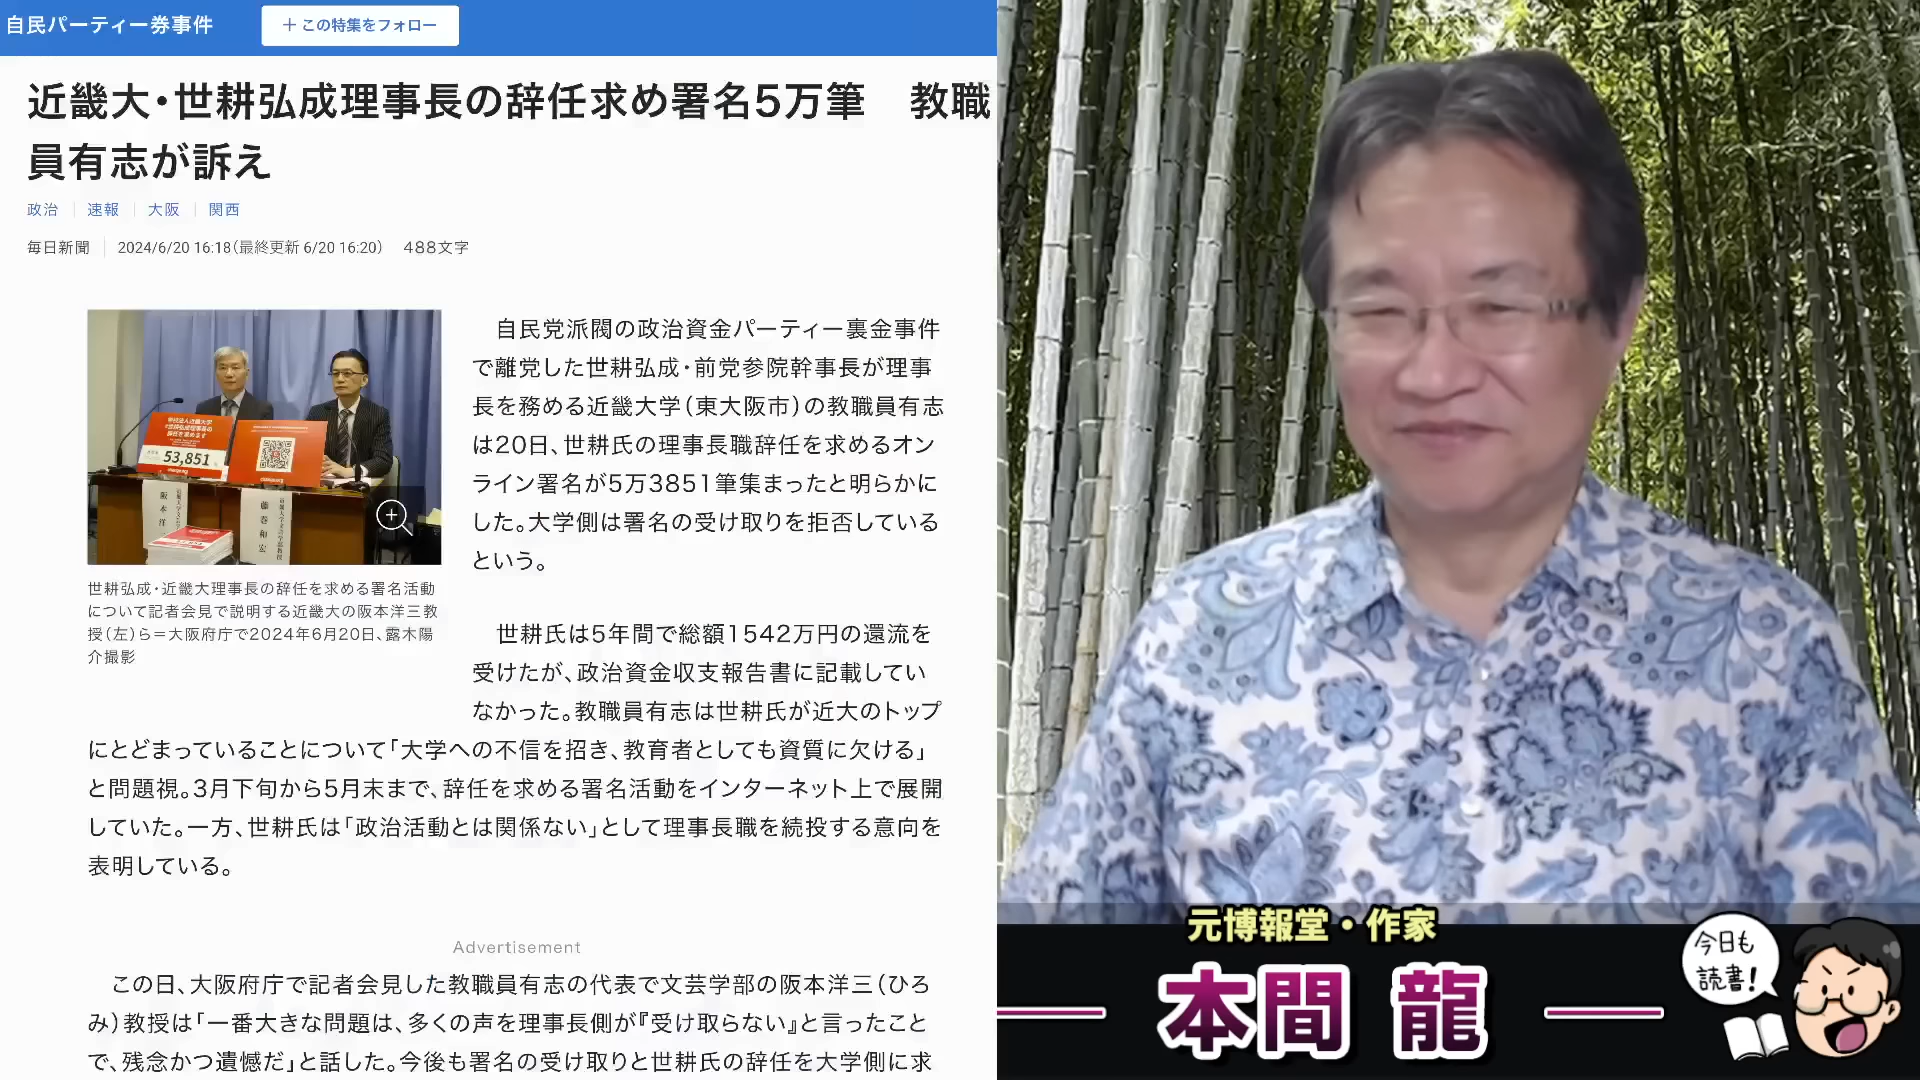 自民パーティー券事件
＋この特集をフォロー
近畿大・世耕弘成理事長の辞任求め署名5万筆　教職
員有志が訴え
政治 速報 大阪 関西
毎日新聞 2024/6/20 16:18（最終更新 6/20 16:20） 488文字
53,851
阪本洋
藤巻和宏
世耕弘成・近畿大理事長の辞任を求める署名活動
について記者会見で説明する近畿大の阪本洋三教
授（左）ら＝大阪府庁で2024年6月20日、露木陽
介撮影
自民党派閥の政治資金パーティー裏金事件
で離党した世耕弘成・前党参院幹事長が理事
長を務める近畿大学（東大阪市）の教職員有志
は20日、世耕氏の理事長職辞任を求めるオン
ライン署名が5万3851筆集まったと明らかに
した。大学側は署名の受け取りを拒否している
という。
世耕氏は5年間で総額1542万円の還流を
受けたが、政治資金収支報告書に記載してい
なかった。教職員有志は世耕氏が近大のトップ
にとどまっていることについて「大学への不信を招き、教育者としても資質に欠ける」
と問題視。3月下旬から5月末まで、辞任を求める署名活動をインターネット上で展開
していた。一方、世耕氏は「政治活動とは関係ない」として理事長職を続投する意向を
表明している。
Advertisement
この日、大阪府庁で記者会見した教職員有志の代表で文芸学部の阪本洋三（ひろ
み）教授は「一番大きな問題は、多くの声を理事長側が『受け取らない』と言ったこと
で、残念かつ遺憾だ」と話した。今後も署名の受け取りと世耕氏の辞任を大学側に求
元博報堂・作家
本間 龍
今日も
読書！